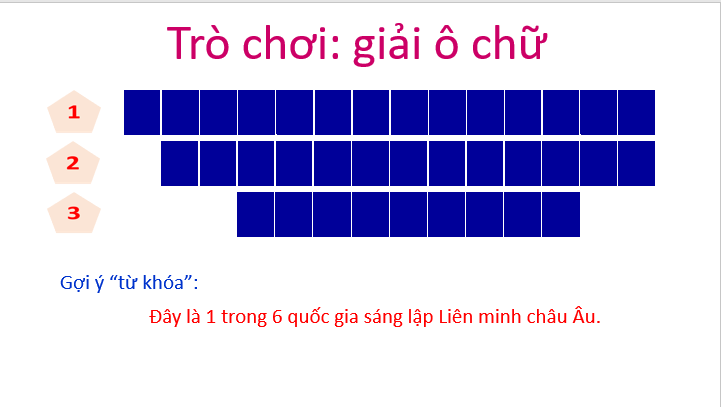 Trò chơi: giải ô chữ
1
2
3
Gợi ý “từ khóa”:
Đây là 1 trong 6 quốc gia sáng lập Liên minh châu Âu.